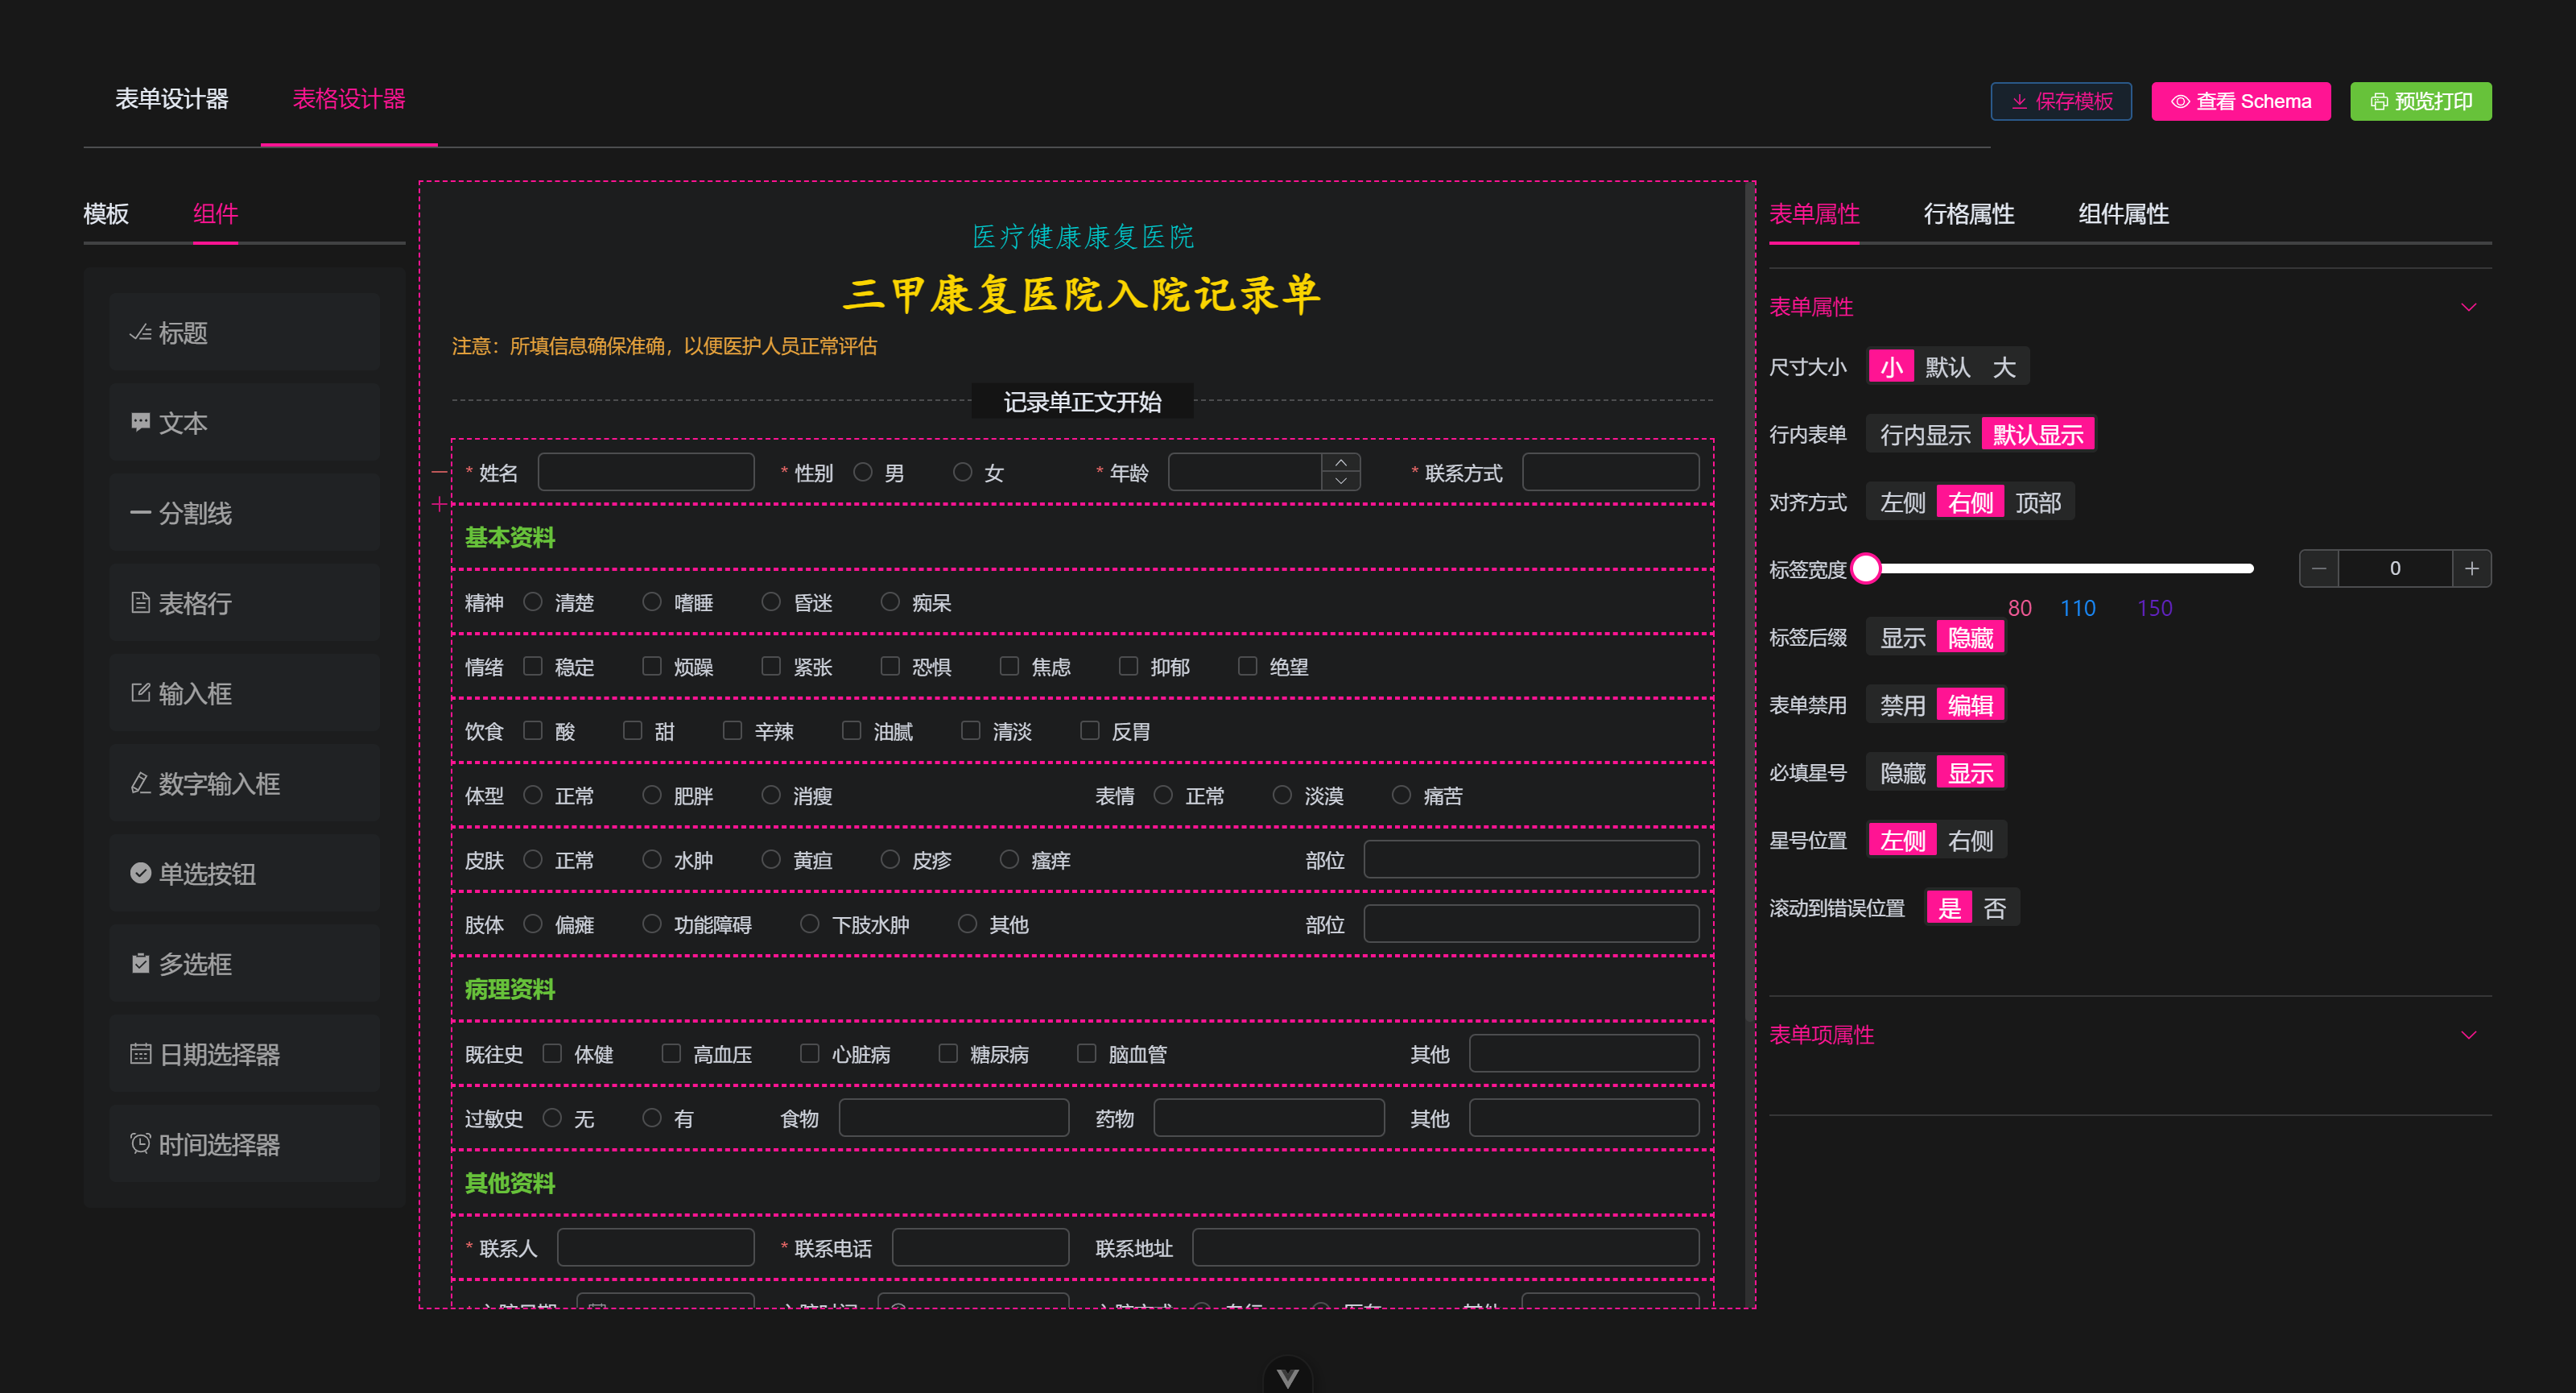 表单设计器 表格设计器 保存模板 查看 Schema 预览打印
模板 组件
标题
文本
分割线
表格行
输入框
数字输入框
单选按钮
多选框
日期选择器
时间选择器
医疗健康康复医院
三甲康复医院入院记录单
注意：所填信息确保准确，以便医护人员正常评估
记录单正文开始
* 姓名 * 性别 男 女 * 年龄 * 联系方式
基本资料
精神 清楚 嗜睡 昏迷 痴呆
情绪 稳定 烦躁 紧张 恐惧 焦虑 抑郁 绝望
饮食 酸 甜 辛辣 油腻 清淡 反胃
体型 正常 肥胖 消瘦 表情 正常 淡漠 痛苦
皮肤 正常 水肿 黄疸 皮疹 瘙痒 部位
肢体 偏瘫 功能障碍 下肢水肿 其他 部位
病理资料
既往史 体健 高血压 心脏病 糖尿病 脑血管 其他
过敏史 无 有 食物 药物 其他
其他资料
* 联系人 * 联系电话 联系地址
表单属性 行格属性 组件属性
表单属性
尺寸大小 小 默认 大
行内表单 行内显示 默认显示
对齐方式 左侧 右侧 顶部
标签宽度 0
80 110 150
标签后缀 显示 隐藏
表单禁用 禁用 编辑
必填星号 隐藏 显示
星号位置 左侧 右侧
滚动到错误位置 是 否
表单项属性